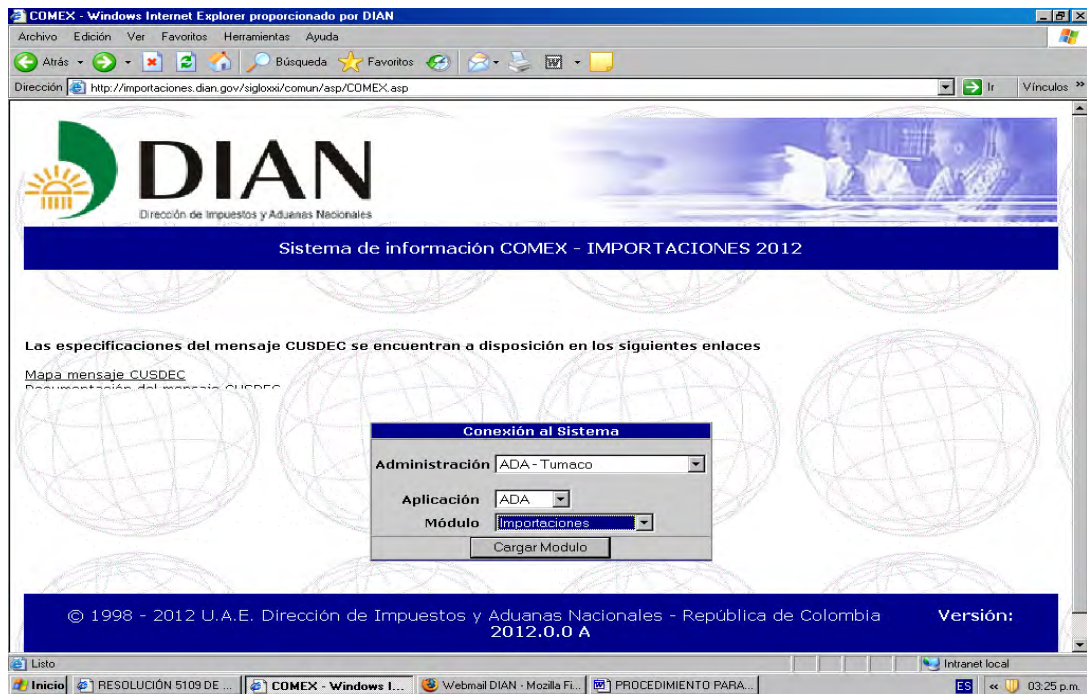 COMEX - Windows Internet Explorer proporcionado por DIAN
Archivo Edición Ver Favoritos Herramientas Ayuda
Atrás Búsqueda Favoritos
Dirección http://importaciones.dian.gov/sigloxxi/comun/asp/COMEX.asp Ir Vínculos »
DIAN
Dirección de Impuestos y Aduanas Nacionales
Sistema de información COMEX - IMPORTACIONES 2012
Las especificaciones del mensaje CUSDEC se encuentran a disposición en los siguientes enlaces
Mapa mensaje CUSDEC
Documentación del mensaje CUSDEC
Conexión al Sistema
Administración ADA - Tumaco
Aplicación ADA
Módulo Importaciones
Cargar Modulo
© 1998 - 2012 U.A.E. Dirección de Impuestos y Aduanas Nacionales - República de Colombia Versión:
2012.0.0 A
Listo Intranet local
Inicio RESOLUCIÓN 5109 DE ... COMEX - Windows I... Webmail DIAN - Mozilla Fi... PROCEDIMIENTO PARA... ES « 03:25 p.m.